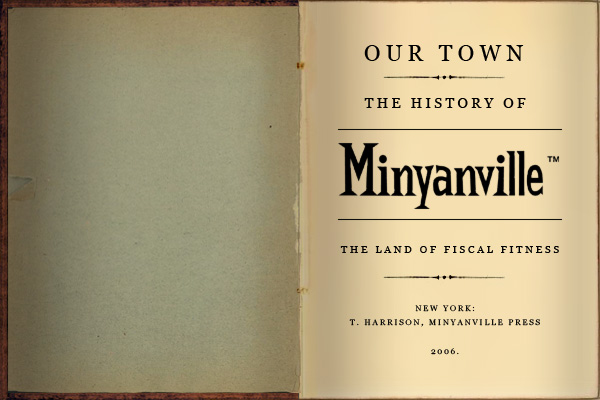 OUR TOWN
THE HISTORY OF
Minyanville™
THE LAND OF FISCAL FITNESS
NEW YORK:
T. HARRISON, MINYANVILLE PRESS
2006.